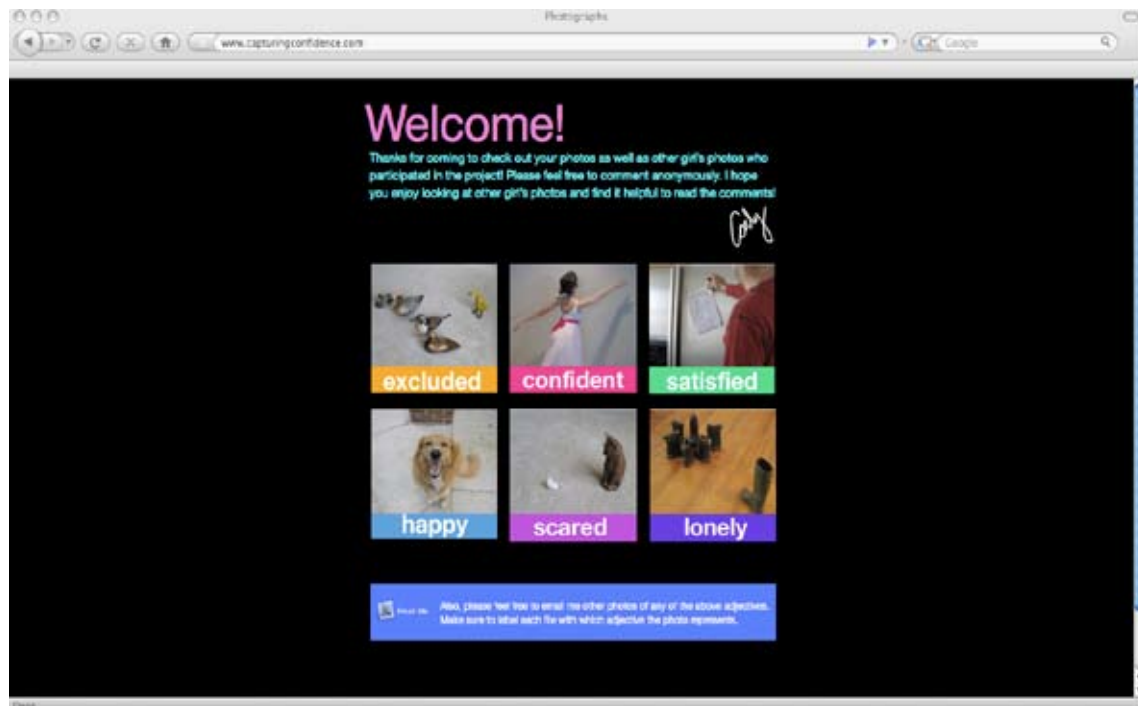 Photographs
www.capturingconfidence.com
Google
Welcome!
Thanks for coming to check out your photos as well as other girl's photos who
participated in the project! Please feel free to comment anonymously. I hope
you enjoy looking at other girl's photos and find it helpful to read the comments!
excluded confident satisfied
happy scared lonely
Also, please feel free to email me other photos of any of the above adjectives.
Make sure to label each file with which adjective the photo represents.
Done